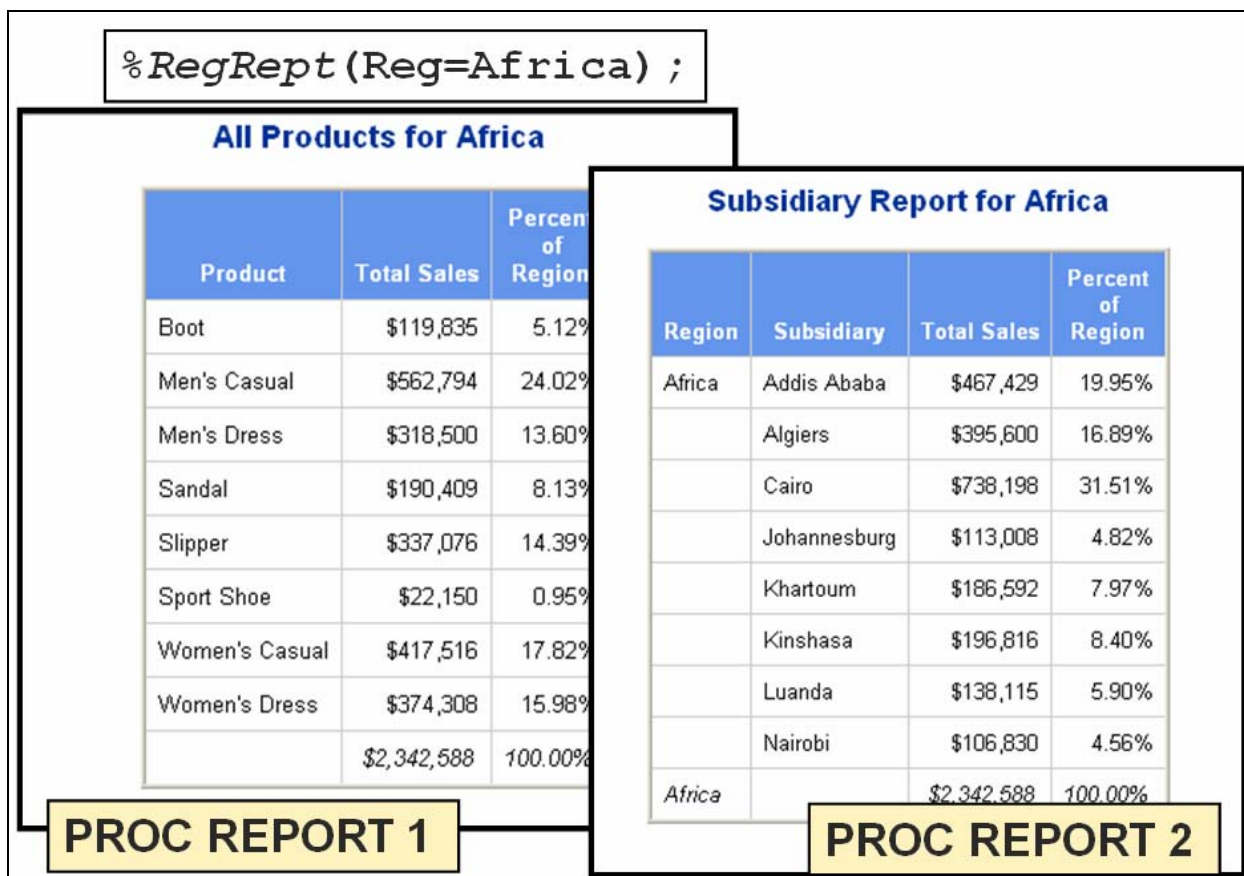 %RegRept(Reg=Africa);
All Products for Africa
Product Total Sales Percent of Region
Boot $119,835 5.12%
Men's Casual $562,794 24.02%
Men's Dress $318,500 13.60%
Sandal $190,409 8.13%
Slipper $337,076 14.39%
Sport Shoe $22,150 0.95%
Women's Casual $417,516 17.82%
Women's Dress $374,308 15.98%
$2,342,588 100.00%
PROC REPORT 1
Subsidiary Report for Africa
Region Subsidiary Total Sales Percent of Region
Africa Addis Ababa $467,429 19.95%
Algiers $395,600 16.89%
Cairo $738,198 31.51%
Johannesburg $113,008 4.82%
Khartoum $186,592 7.97%
Kinshasa $196,816 8.40%
Luanda $138,115 5.90%
Nairobi $106,830 4.56%
Africa $2,342,588 100.00%
PROC REPORT 2